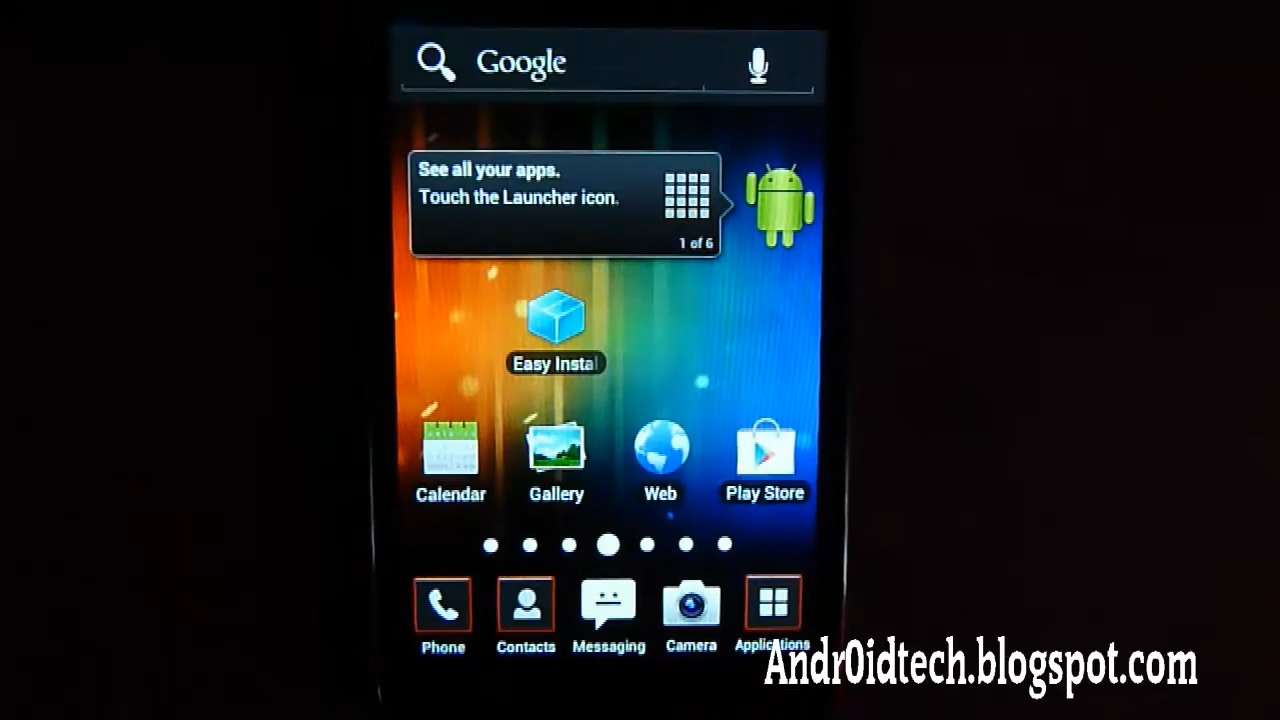 Google
See all your apps.
Touch the Launcher icon.
1 of 6
Easy Instal
Calendar
Gallery
Web
Play Store
Phone
Contacts
Messaging
Camera
Applications
Andr0idtech.blogspot.com